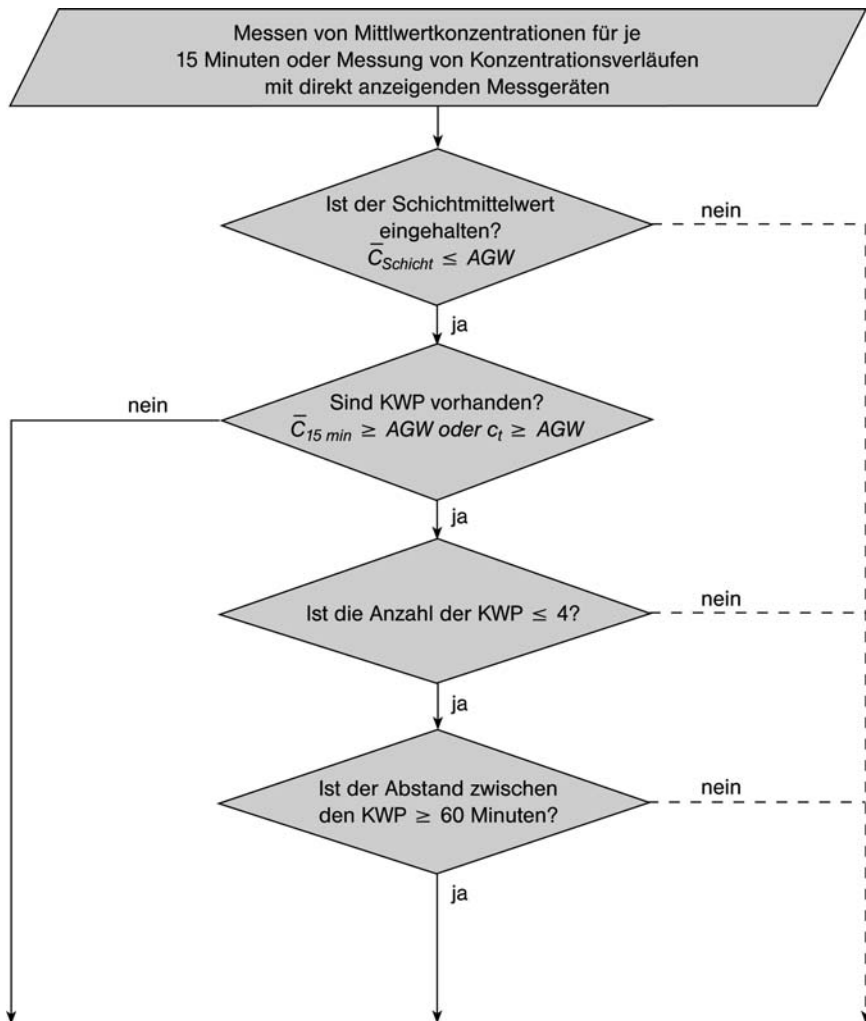 Messen von Mittlwertkonzentrationen für je
15 Minuten oder Messung von Konzentrationsverläufen
mit direkt anzeigenden Messgeräten
Ist der Schichtmittelwert
eingehalten?
C̅Schicht ≤ AGW
nein
ja
Sind KWP vorhanden?
C̅15 min ≥ AGW oder ct ≥ AGW
nein
ja
Ist die Anzahl der KWP ≤ 4?
nein
ja
Ist der Abstand zwischen
den KWP ≥ 60 Minuten?
nein
ja